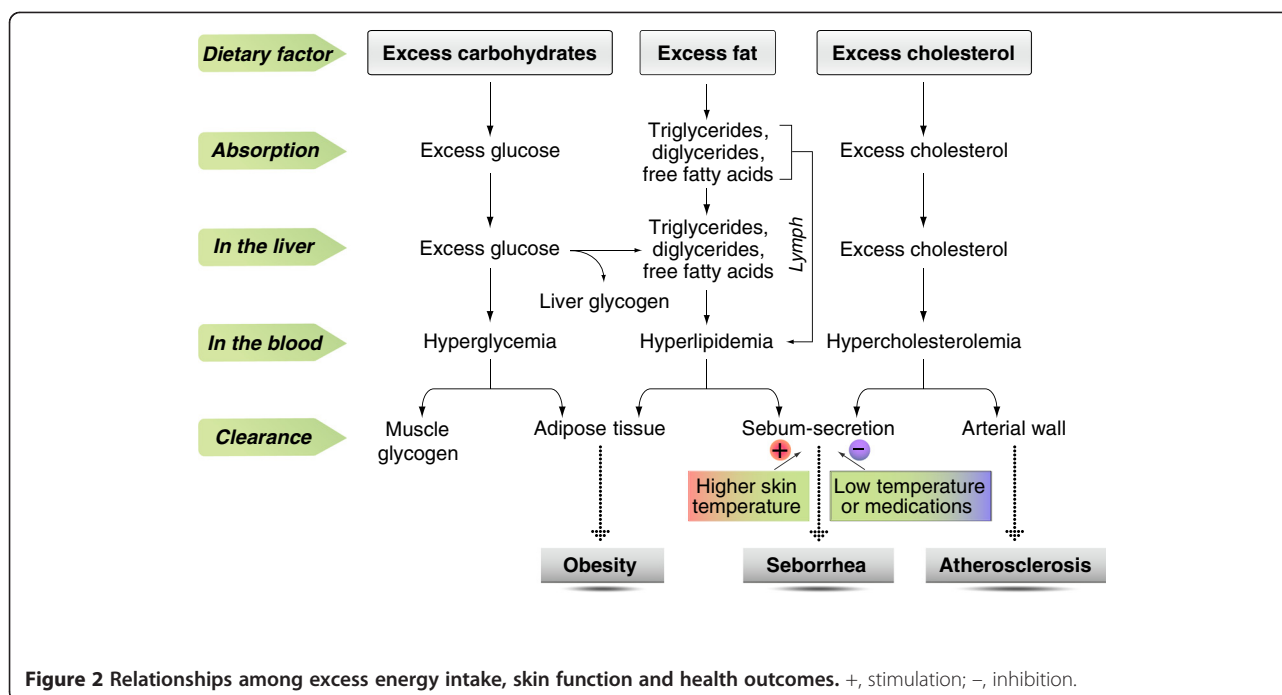 Dietary factor
Excess carbohydrates
Excess fat
Excess cholesterol
Absorption
Excess glucose
Triglycerides,
diglycerides,
free fatty acids
Excess cholesterol
Lymph
In the liver
Excess glucose
Triglycerides,
diglycerides,
free fatty acids
Excess cholesterol
Liver glycogen
In the blood
Hyperglycemia
Hyperlipidemia
Hypercholesterolemia
Clearance
Muscle
glycogen
Adipose tissue
Sebum-secretion
Arterial wall
+
–
Higher skin
temperature
Low temperature
or medications
Obesity
Seborrhea
Atherosclerosis
Figure 2 Relationships among excess energy intake, skin function and health outcomes. +, stimulation; –, inhibition.